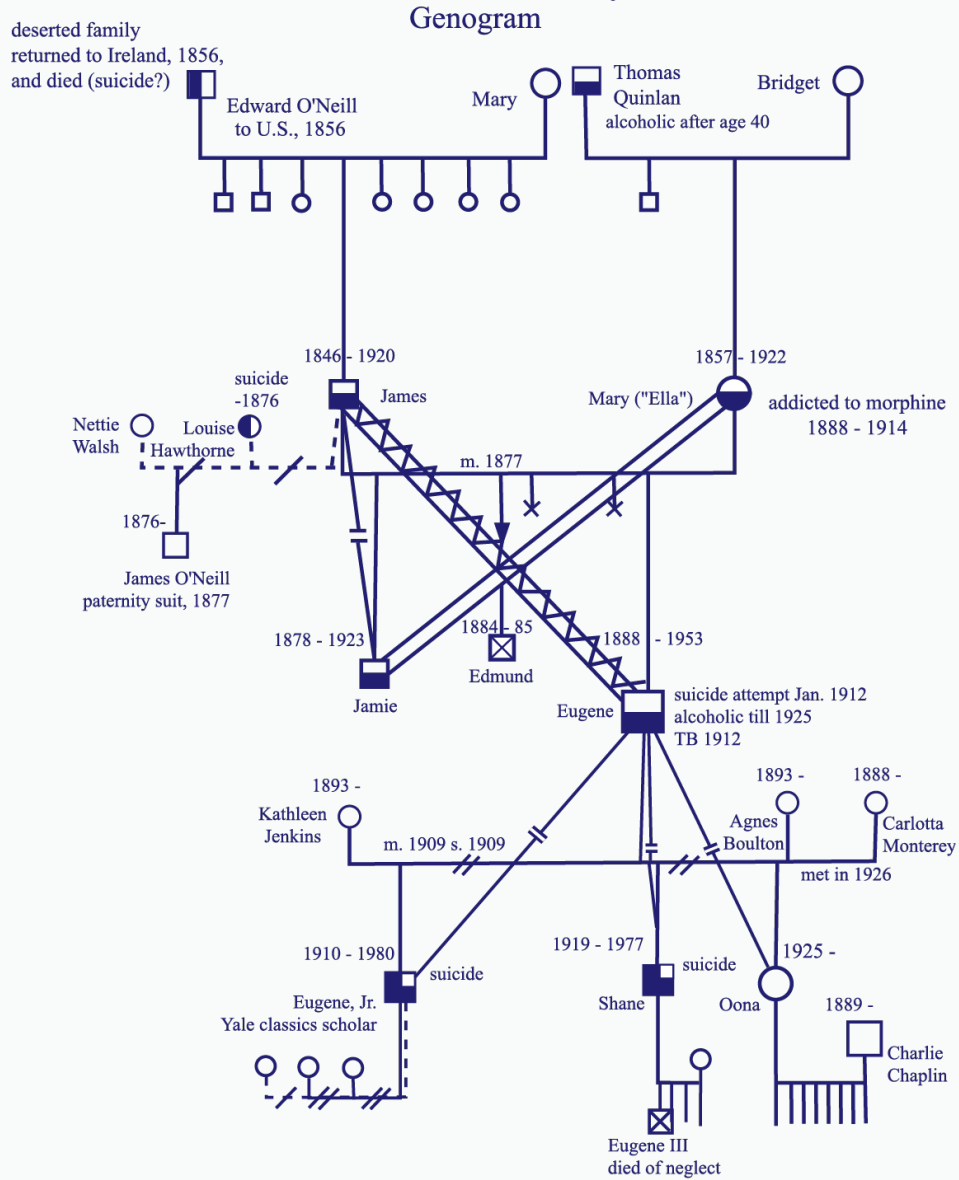 Genogram
deserted family
returned to Ireland, 1856,
and died (suicide?)
Edward O'Neill
to U.S., 1856
Mary
Thomas
Quinlan
alcoholic after age 40
Bridget
1846 - 1920
1857 - 1922
suicide
-1876
James
Mary ("Ella")
addicted to morphine
1888 - 1914
Nettie
Walsh
Louise
Hawthorne
m. 1877
1876-
James O'Neill
paternity suit, 1877
1878 - 1923
1884 - 85
1888 - 1953
Edmund
Jamie
Eugene
suicide attempt Jan. 1912
alcoholic till 1925
TB 1912
1893 -
Kathleen
Jenkins
1893 -
1888 -
Agnes
Boulton
Carlotta
Monterey
m. 1909 s. 1909
met in 1926
1910 - 1980
suicide
1919 - 1977
suicide
1925 -
Eugene, Jr.
Yale classics scholar
Shane
Oona
1889 -
Charlie
Chaplin
Eugene III
died of neglect